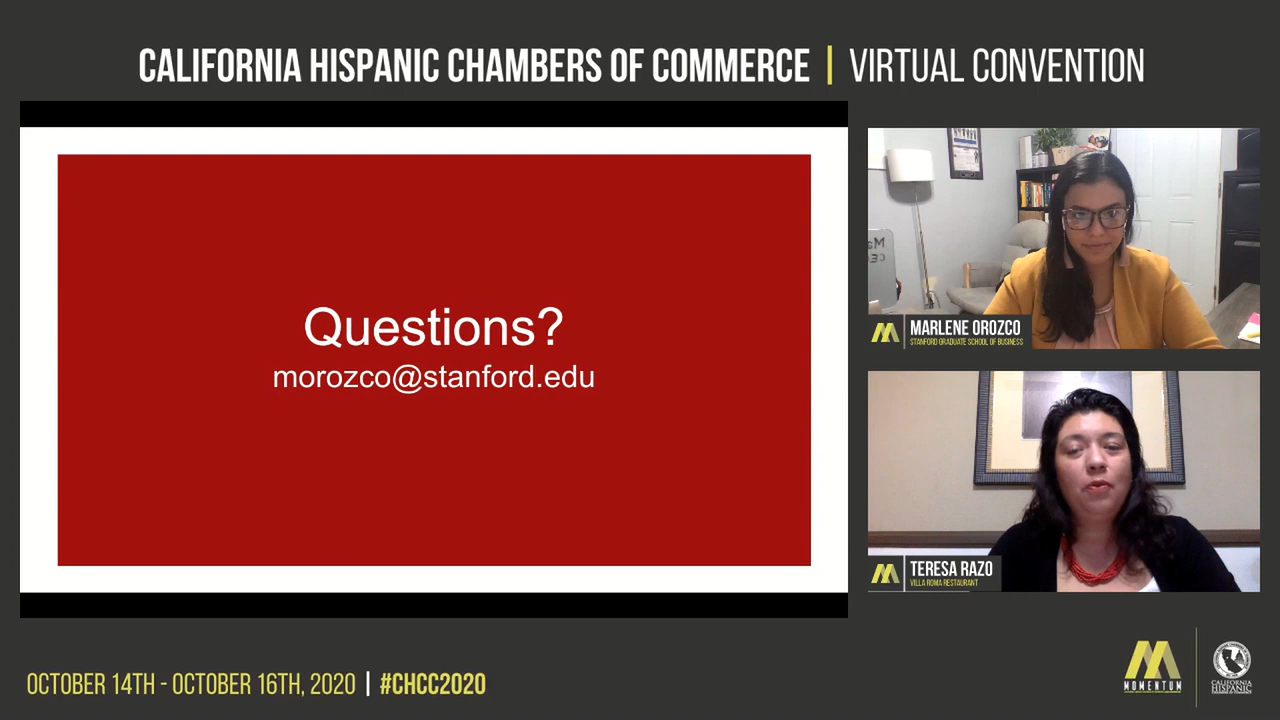 CALIFORNIA HISPANIC CHAMBERS OF COMMERCE | VIRTUAL CONVENTION
Questions?
morozco@stanford.edu
MARLENE OROZCO
STANFORD GRADUATE SCHOOL OF BUSINESS
TERESA RAZO
VILLA ROMA RESTAURANT
OCTOBER 14TH - OCTOBER 16TH, 2020 | #CHCC2020
MOMENTUM
CALIFORNIA
HISPANIC